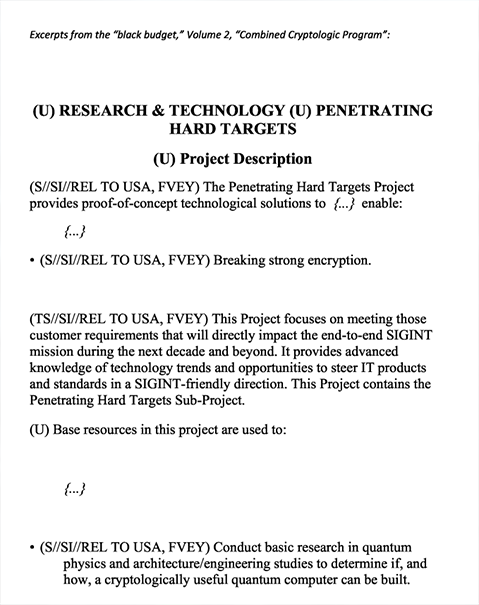 Excerpts from the “black budget,” Volume 2, “Combined Cryptologic Program”:
(U) RESEARCH & TECHNOLOGY (U) PENETRATING
HARD TARGETS
(U) Project Description
(S//SI//REL TO USA, FVEY) The Penetrating Hard Targets Project
provides proof-of-concept technological solutions to {...} enable:
{...}
• (S//SI//REL TO USA, FVEY) Breaking strong encryption.
(TS//SI//REL TO USA, FVEY) This Project focuses on meeting those
customer requirements that will directly impact the end-to-end SIGINT
mission during the next decade and beyond. It provides advanced
knowledge of technology trends and opportunities to steer IT products
and standards in a SIGINT-friendly direction. This Project contains the
Penetrating Hard Targets Sub-Project.
(U) Base resources in this project are used to:
{...}
• (S//SI//REL TO USA, FVEY) Conduct basic research in quantum
physics and architecture/engineering studies to determine if, and
how, a cryptologically useful quantum computer can be built.